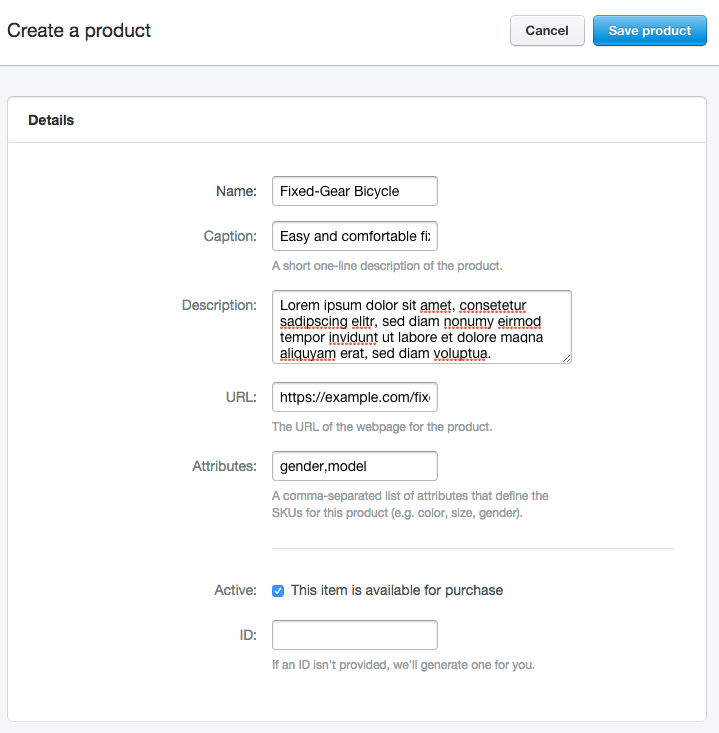 Create a product
Cancel
Save product
Details
Name:
Fixed-Gear Bicycle
Caption:
Easy and comfortable
A short one-line description of the product.
Description:
Lorem ipsum dolor sit amet, consetetur
sadipscing elitr, sed diam nonumy eirmod
tempor invidunt ut labore et dolore magna
aliquyam erat, sed diam voluptua.
URL:
https://example.com/fix
The URL of the webpage for the product.
Attributes:
gender,model
A comma-separated list of attributes that define the
SKUs for this product (e.g. color, size, gender).
Active:
This item is available for purchase
ID:
If an ID isn't provided, we'll generate one for you.